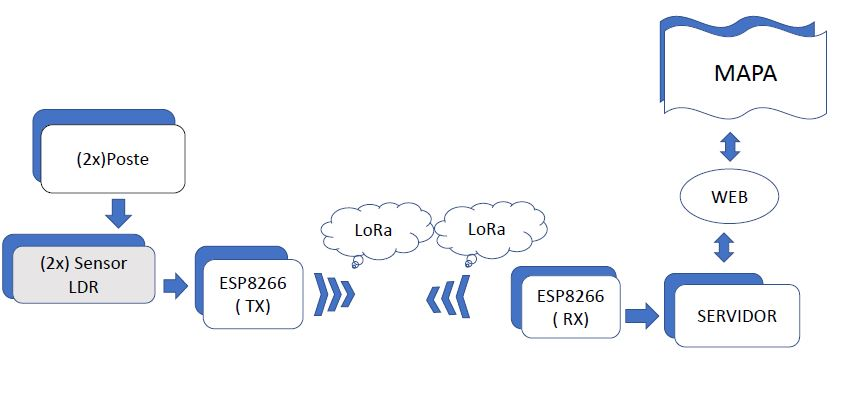 (2x)Poste
(2x) Sensor
LDR
ESP8266
( TX)
LoRa
LoRa
ESP8266
( RX)
SERVIDOR
WEB
MAPA